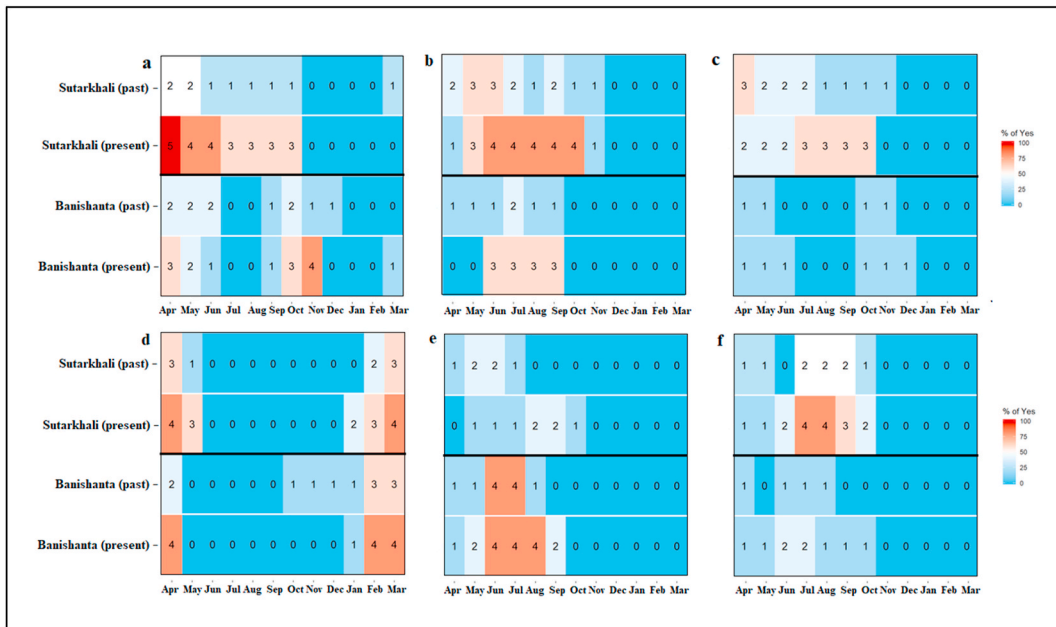 a b c
Sutarkhali (past) 2 2 1 1 1 1 1 0 0 0 0 1 2 3 3 2 1 2 1 1 0 0 0 0 3 2 2 2 1 1 1 1 0 0 0 0
% of Yes
Sutarkhali (present) 5 4 4 3 3 3 3 0 0 0 0 0 1 3 4 4 4 4 4 1 0 0 0 0 2 2 2 3 3 3 3 0 0 0 0 0
100
75
50
25
0
Banishanta (past) 2 2 2 0 0 1 2 1 1 0 0 0 1 1 1 2 1 1 0 0 0 0 0 0 1 1 0 0 0 0 1 1 0 0 0 0
Banishanta (present) 3 2 1 0 0 1 3 4 0 0 0 1 0 0 3 3 3 3 0 0 0 0 0 0 1 1 1 0 0 0 1 1 1 0 0 0
Apr May Jun Jul Aug Sep Oct Nov Dec Jan Feb Mar Apr May Jun Jul Aug Sep Oct Nov Dec Jan Feb Mar Apr May Jun Jul Aug Sep Oct Nov Dec Jan Feb Mar
d e f
Sutarkhali (past) 3 1 0 0 0 0 0 0 0 0 2 3 1 2 2 1 0 0 0 0 0 0 0 0 1 1 0 2 2 2 1 0 0 0 0 0
% of Yes
Sutarkhali (present) 4 3 0 0 0 0 0 0 0 2 3 4 0 1 1 1 2 2 1 0 0 0 0 0 1 1 2 4 4 3 2 0 0 0 0 0
100
75
50
25
0
Banishanta (past) 2 0 0 0 0 0 1 1 1 1 3 3 1 1 4 4 1 0 0 0 0 0 0 0 1 0 1 1 1 0 0 0 0 0 0 0
Banishanta (present) 4 0 0 0 0 0 0 0 0 1 4 4 1 2 4 4 4 2 0 0 0 0 0 0 1 1 2 2 1 1 1 0 0 0 0 0
Apr May Jun Jul Aug Sep Oct Nov Dec Jan Feb Mar Apr May Jun Jul Aug Sep Oct Nov Dec Jan Feb Mar Apr May Jun Jul Aug Sep Oct Nov Dec Jan Feb Mar